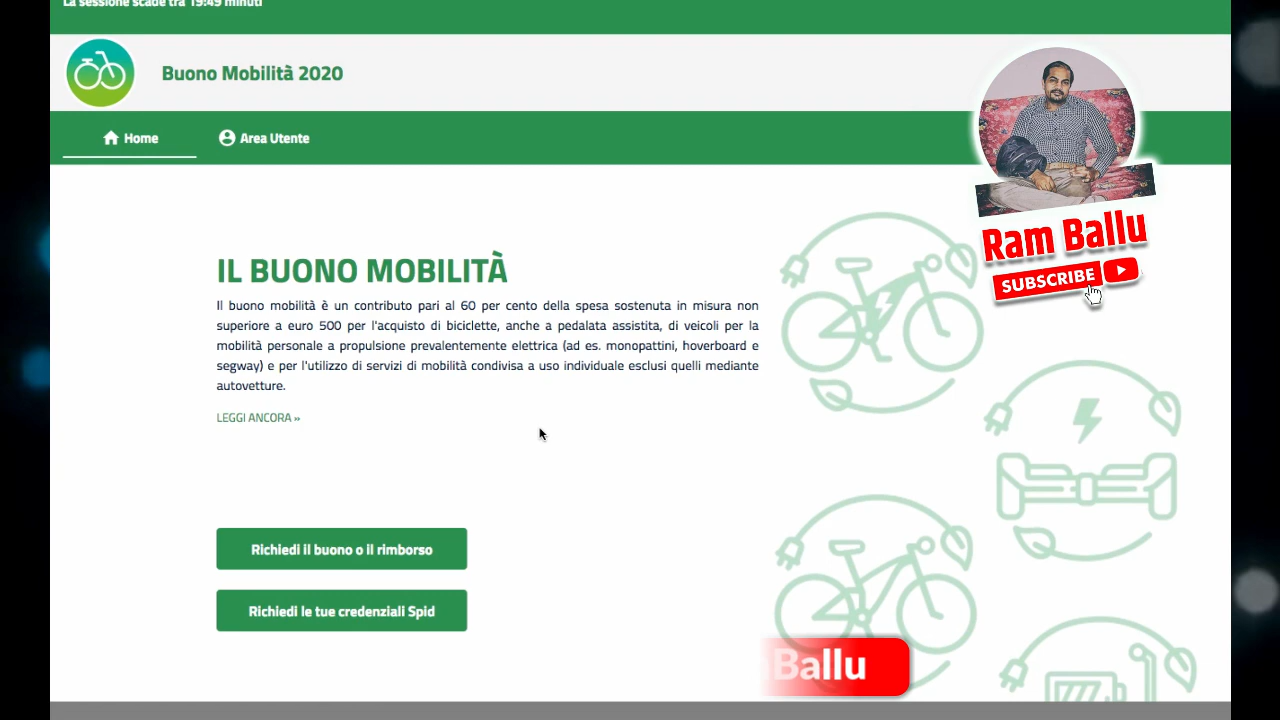 La sessione scade tra 19:49 minuti
Buono Mobilità 2020
Home
Area Utente
Ram Ballu
SUBSCRIBE
IL BUONO MOBILITÀ
Il buono mobilità è un contributo pari al 60 per cento della spesa sostenuta in misura non
superiore a euro 500 per l'acquisto di biciclette, anche a pedalata assistita, di veicoli per la
mobilità personale a propulsione prevalentemente elettrica (ad es. monopattini, hoverboard e
segway) e per l'utilizzo di servizi di mobilità condivisa a uso individuale esclusi quelli mediante
autovetture.
LEGGI ANCORA »
Richiedi il buono o il rimborso
Richiedi le tue credenziali Spid
Ballu